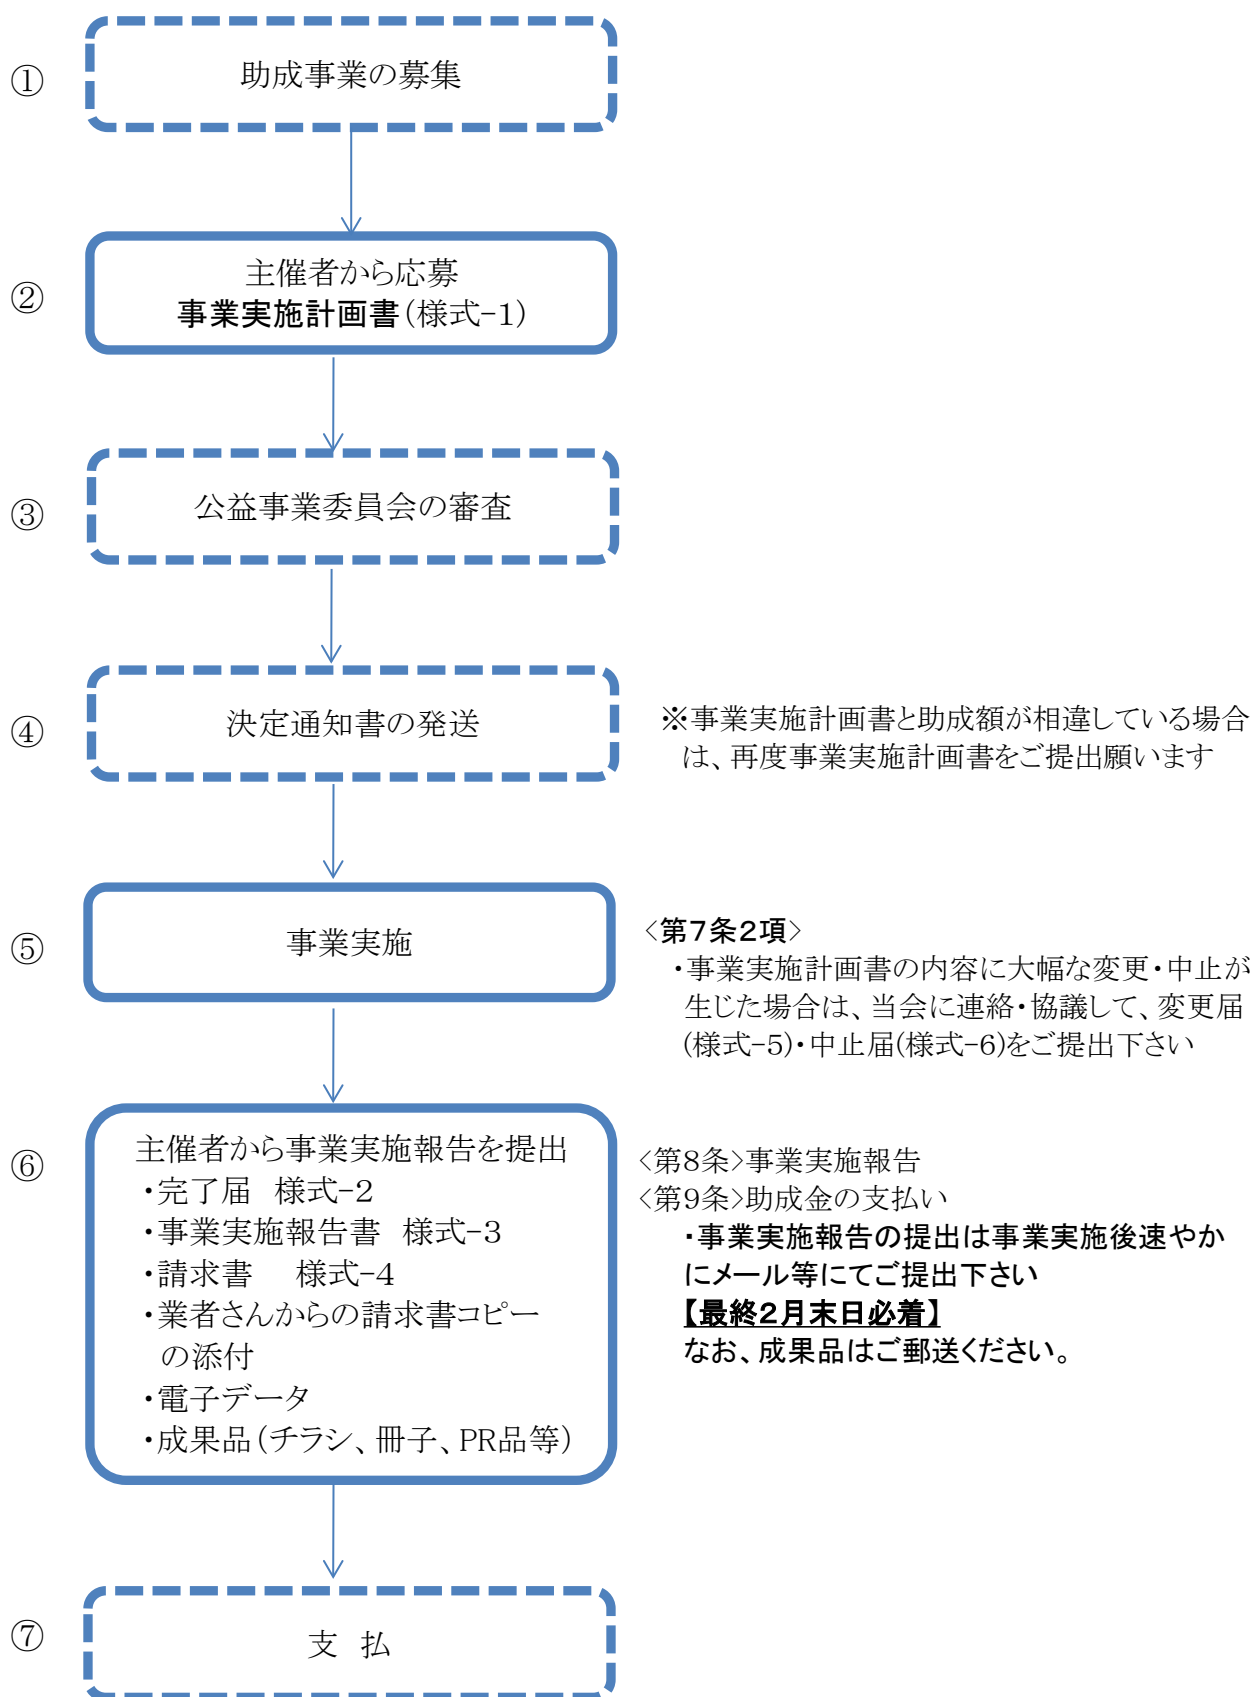 ①
助成事業の募集
②
主催者から応募
事業実施計画書(様式-1)
③
公益事業委員会の審査
④
決定通知書の発送
※事業実施計画書と助成額が相違している場合
は、再度事業実施計画書をご提出願います
⑤
事業実施
<第7条2項>
・事業実施計画書の内容に大幅な変更・中止が
生じた場合は、当会に連絡・協議して、変更届
(様式-5)・中止届(様式-6)をご提出下さい
⑥
主催者から事業実施報告を提出
・完了届 様式-2
・事業実施報告書 様式-3
・請求書 様式-4
・業者さんからの請求書コピー
の添付
・電子データ
・成果品(チラシ、冊子、PR品等)
<第8条>事業実施報告
<第9条>助成金の支払い
・事業実施報告の提出は事業実施後速やか
にメール等にてご提出下さい
【最終2月末日必着】
なお、成果品はご郵送ください。
⑦
支 払